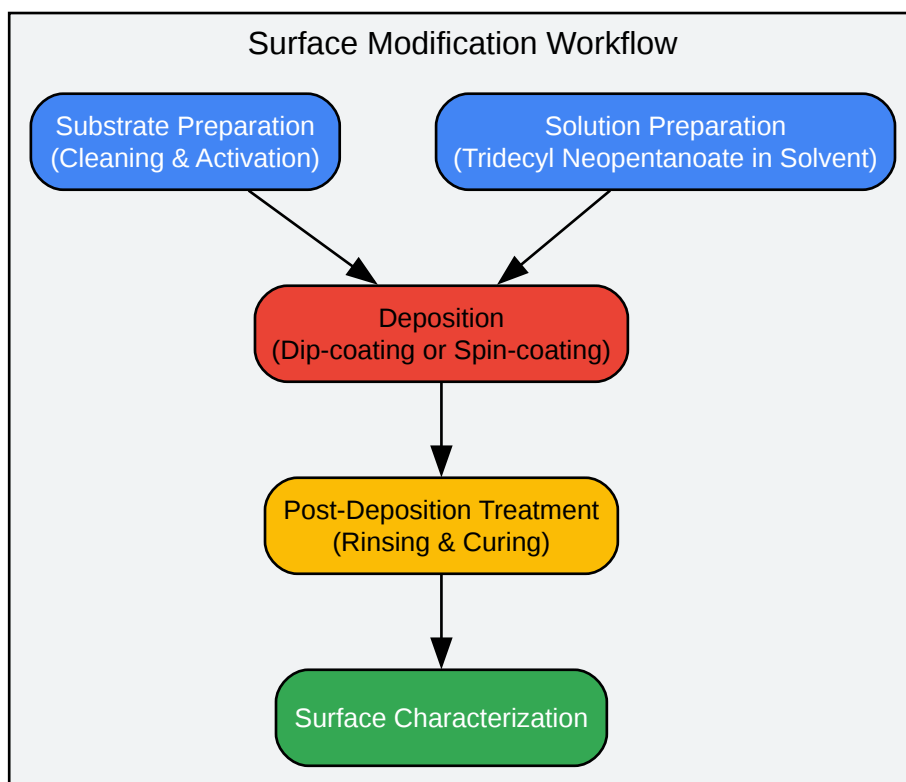 Surface Modification Workflow
Substrate Preparation
(Cleaning & Activation)
Solution Preparation
(Tridecyl Neopentanoate in Solvent)
Deposition
(Dip-coating or Spin-coating)
Post-Deposition Treatment
(Rinsing & Curing)
Surface Characterization